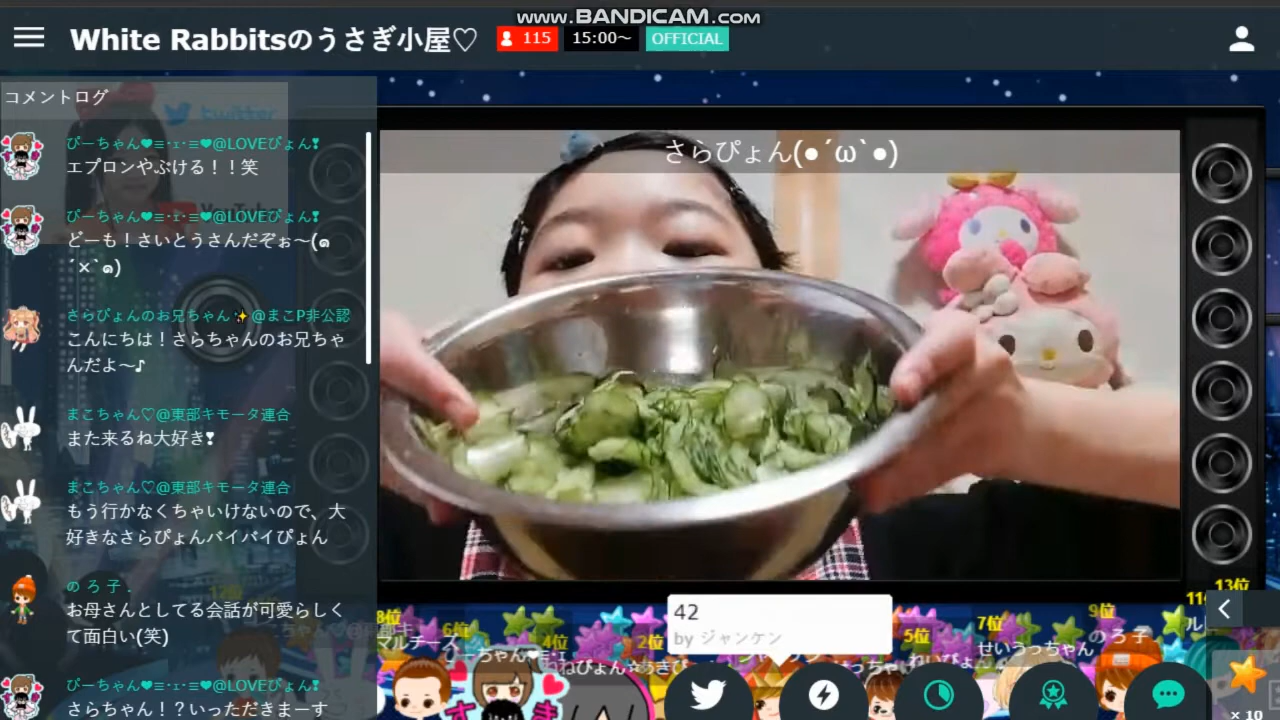 www.BANDICAM.com
White Rabbitsのうさぎ小屋♡
115
15:00～
OFFICIAL
コメントログ
twitter
YouTube
さらぴょん(●´ω`●)
ぴーちゃん♥≡･ｪ･≡♥@LOVEぴょん❢
エプロンやぶける！！笑
ぴーちゃん♥≡･ｪ･≡♥@LOVEぴょん❢
どーも！さいとうさんだぞぉ～(๑
´×`๑)
さらぴょんのお兄ちゃん✨@まこP非公認
こんにちは！さらちゃんのお兄ちゃ
んだよ～♪
まこちゃん♡@東部キモータ連合
また来るね大好き❣
まこちゃん♡@東部キモータ連合
もう行かなくちゃいけないので、大
好きなさらぴょんバイバイぴょん
の ろ 子 .
お母さんとしてる会話が可愛らしく
て面白い(笑)
ぴーちゃん♥≡･ｪ･≡♥@LOVEぴょん❢
さらちゃん！？いっただきまーす
42
by ジャンケン
8位
マルチーズ
6位
4位
2位
5位
7位
せいうっちゃん
9位
のろ子
13位
x 10